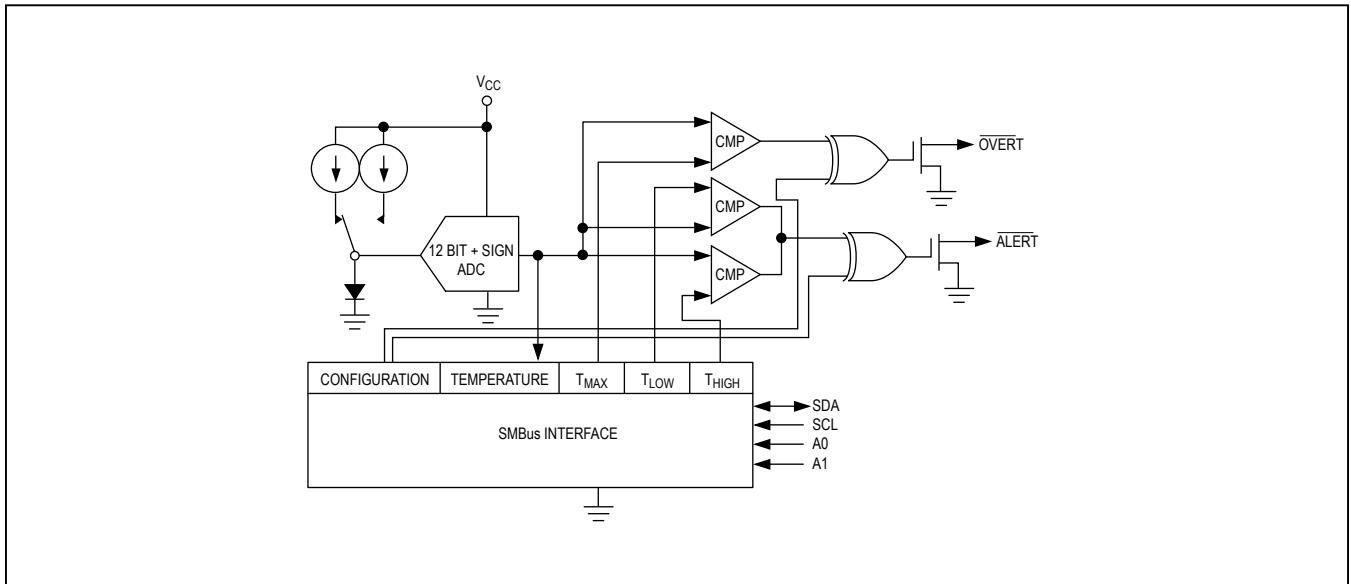 VCC
CMP
OVERT
CMP
12 BIT + SIGN
ADC
ALERT
CMP
CONFIGURATION
TEMPERATURE
TMAX
TLOW
THIGH
SMBus INTERFACE
SDA
SCL
A0
A1